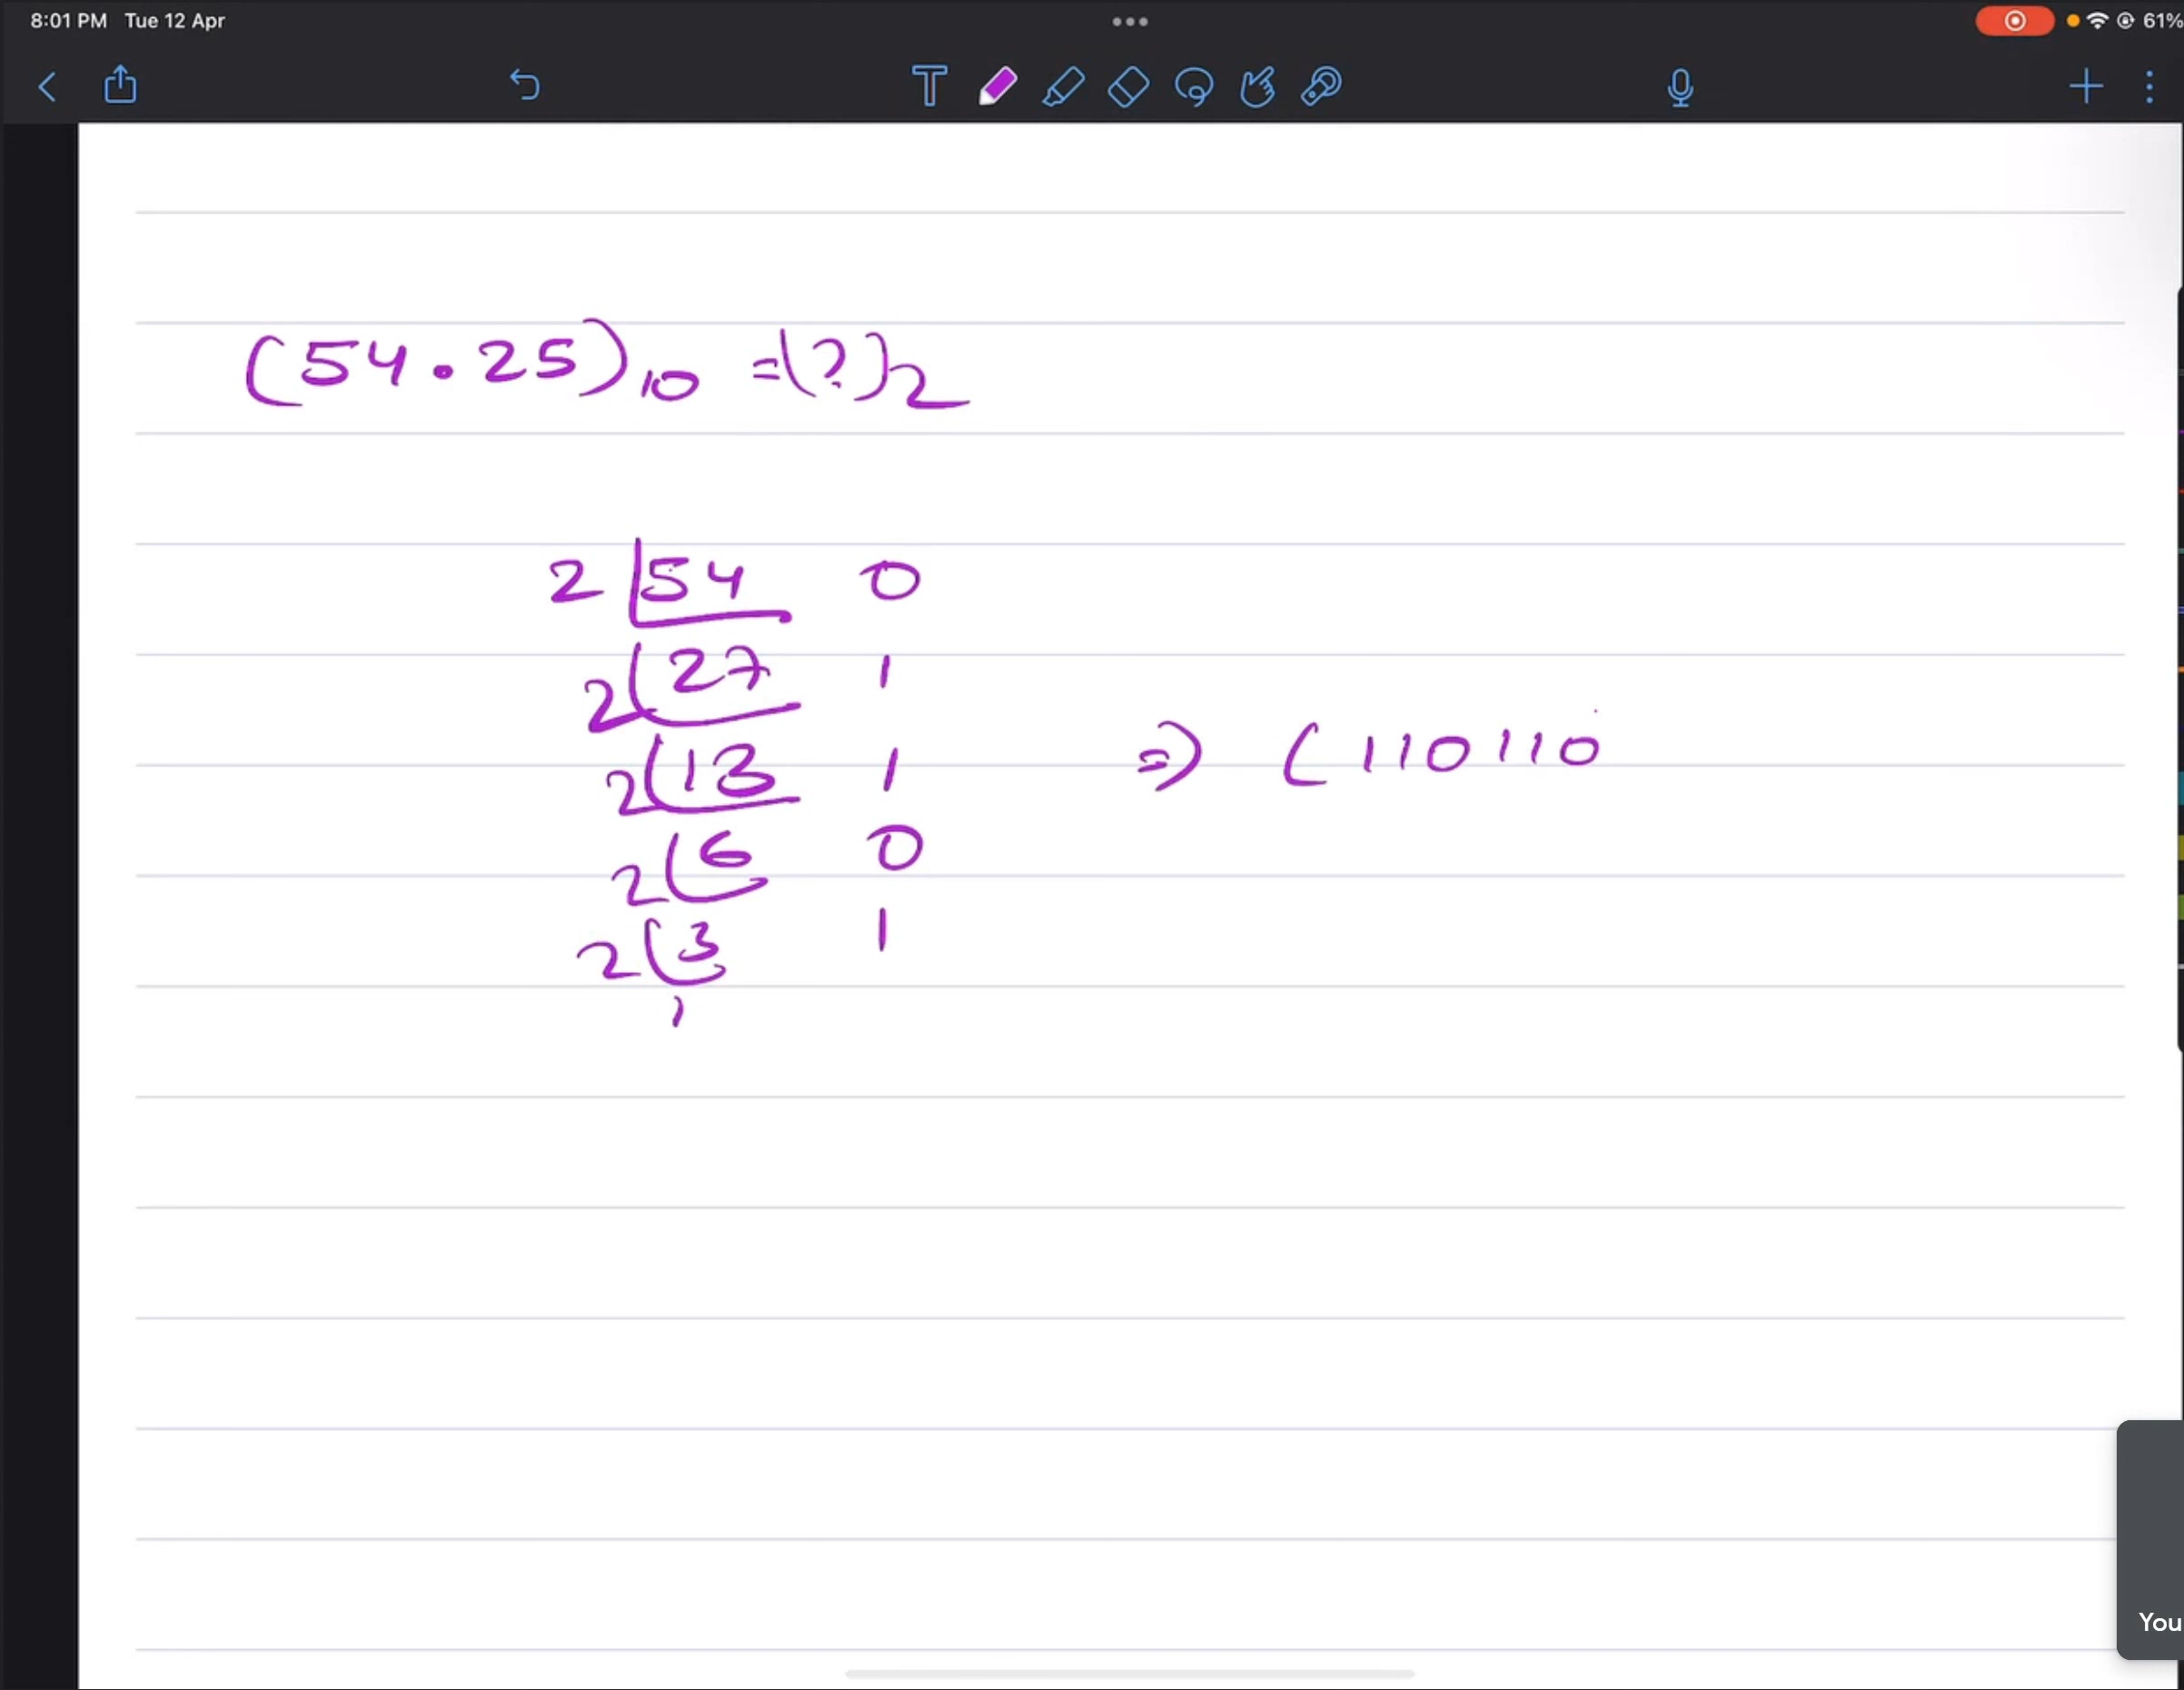 8:01 PM Tue 12 Apr 61%
(54.25)10 =(?)2
2 54 0
2 27 1
2 13 1
⇒ (110110
2 6 0
2 3 1
1
You